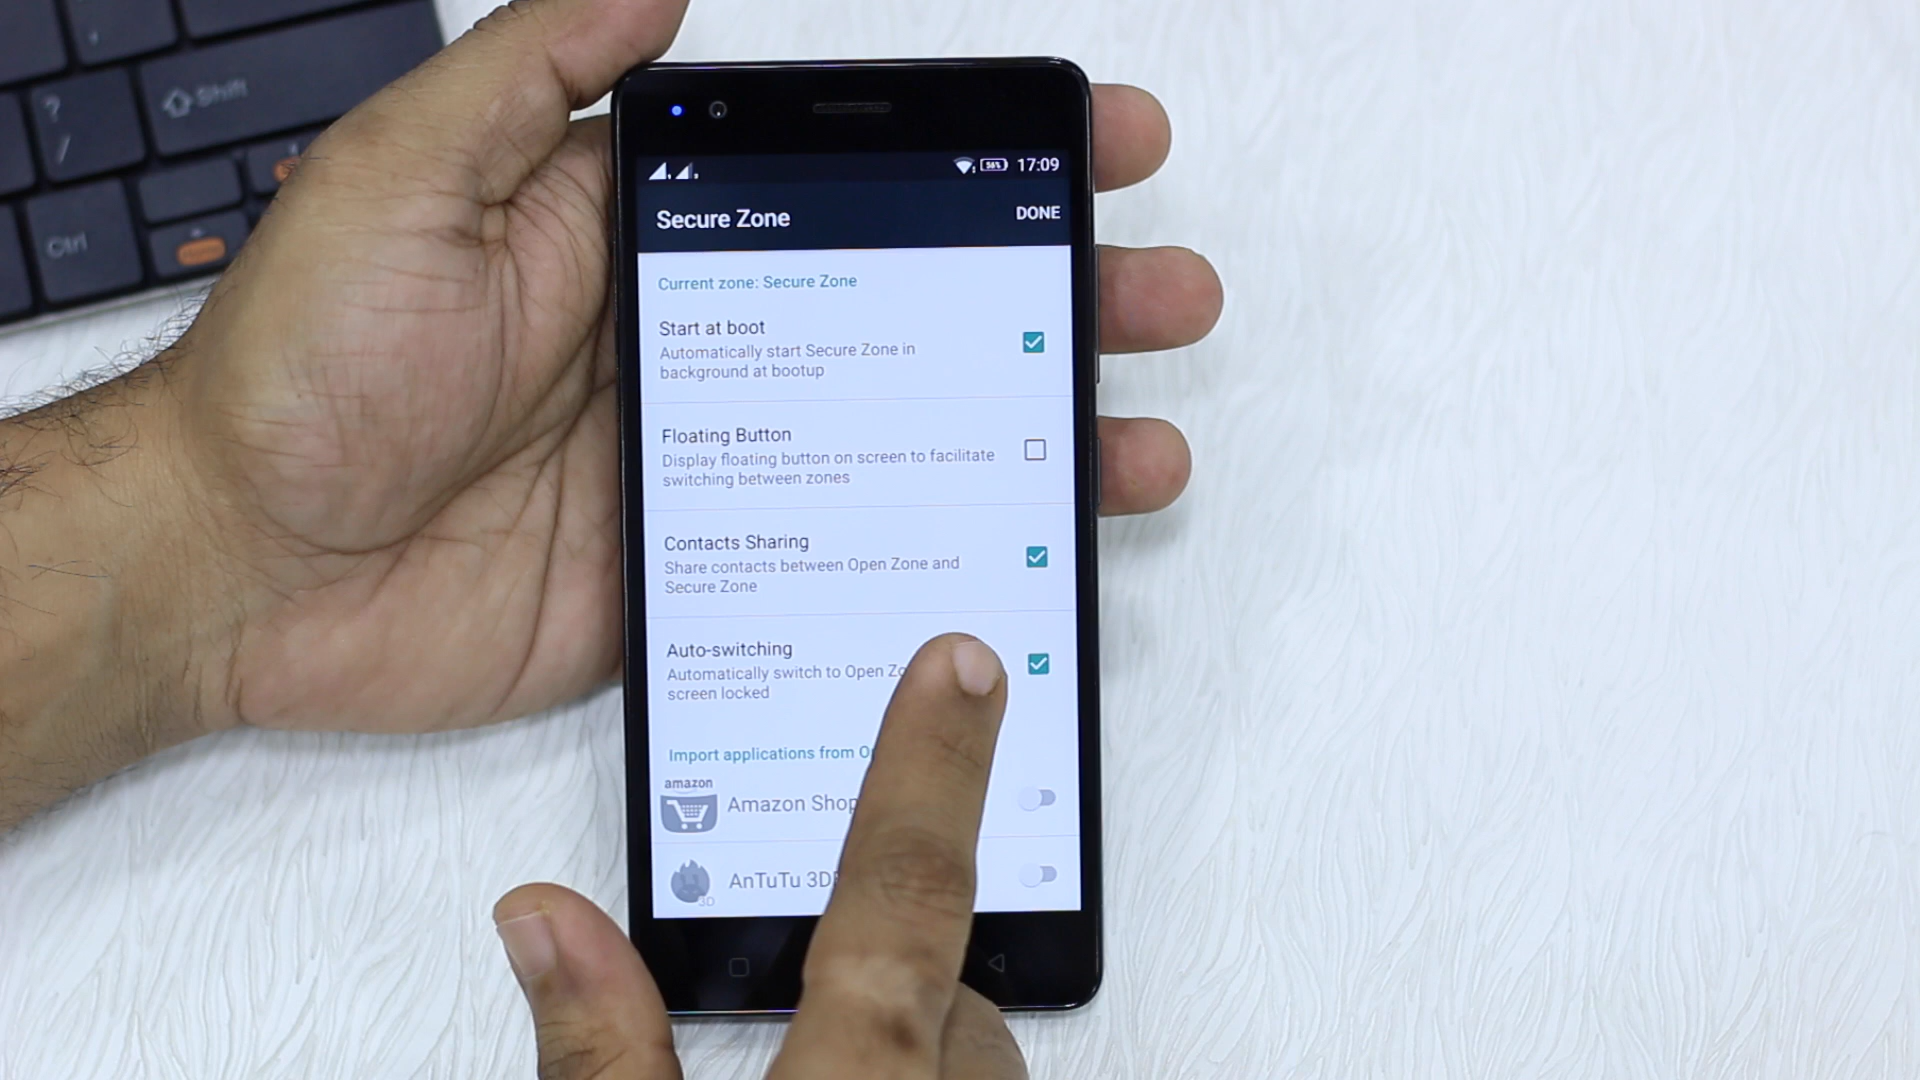 ?
/
Shift
Ctrl
56%
17:09
Secure Zone
DONE
Current zone: Secure Zone
Start at boot
Automatically start Secure Zone in
background at bootup
Floating Button
Display floating button on screen to facilitate
switching between zones
Contacts Sharing
Share contacts between Open Zone and
Secure Zone
Auto-switching
Automatically switch to Open
screen locked
Import applications from
amazon
Amazon
AnTuTu
3D